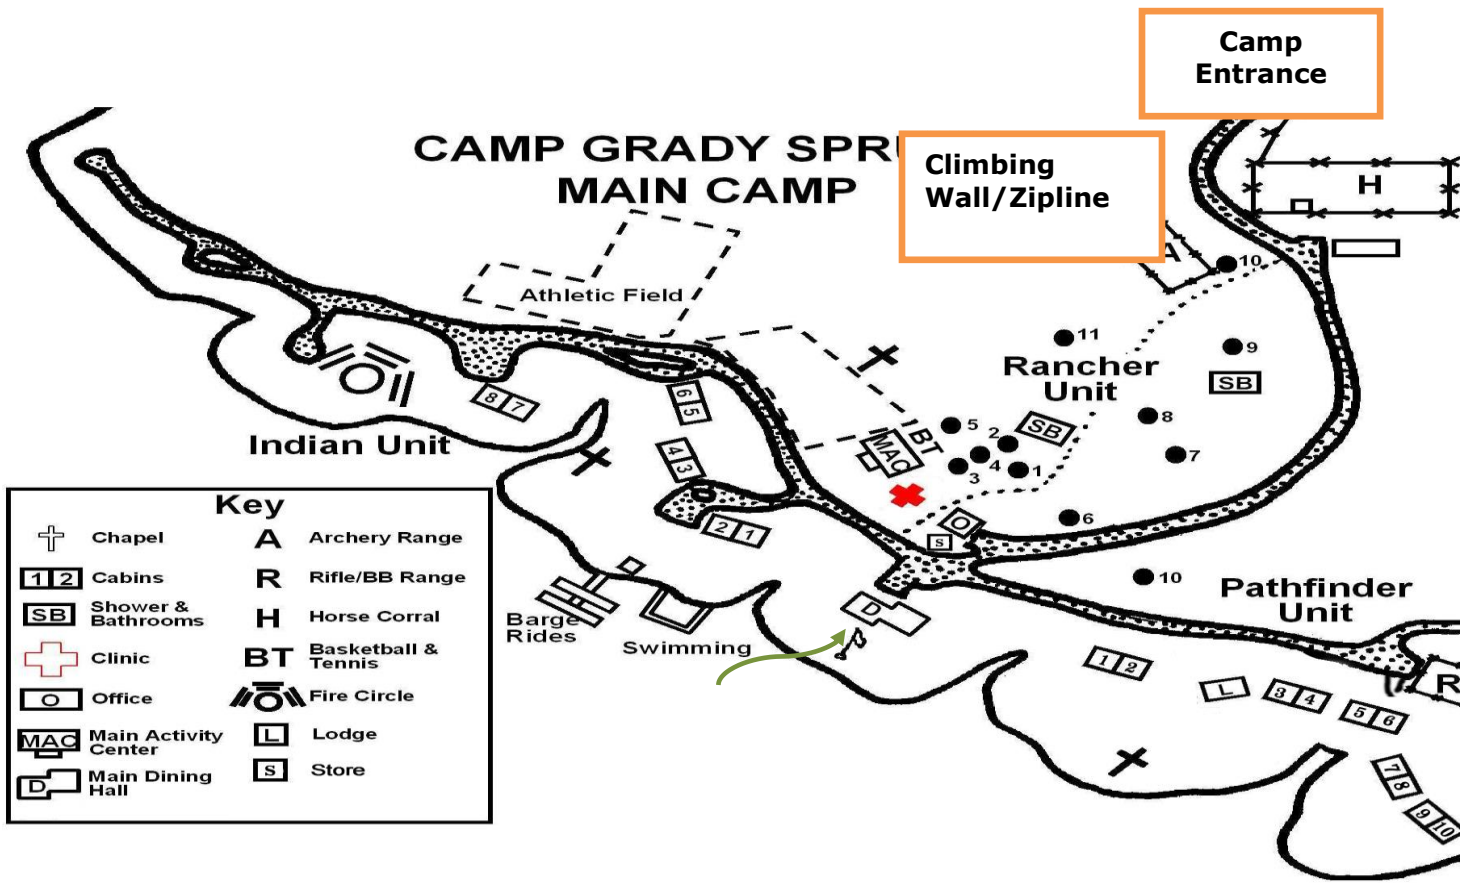 Camp
Entrance
CAMP GRADY SPRU
MAIN CAMP
Climbing
Wall/Zipline
H
A
10
Athletic Field
11
Rancher
Unit
9
SB
8
7
6
5
2
SB
4
1
3
BT
MAC
O
S
10
Pathfinder
Unit
Indian Unit
8 7
6 5
4 3
2 1
Barge
Rides
Swimming
D
1 2
L
3 4
5 6
7 8
9 10
R
Key
Chapel
A Archery Range
1 2 Cabins
R Rifle/BB Range
SB Shower &
Bathrooms
H Horse Corral
Clinic
BT Basketball &
Tennis
O Office
Fire Circle
MAC Main Activity
Center
L Lodge
D Main Dining
Hall
S Store